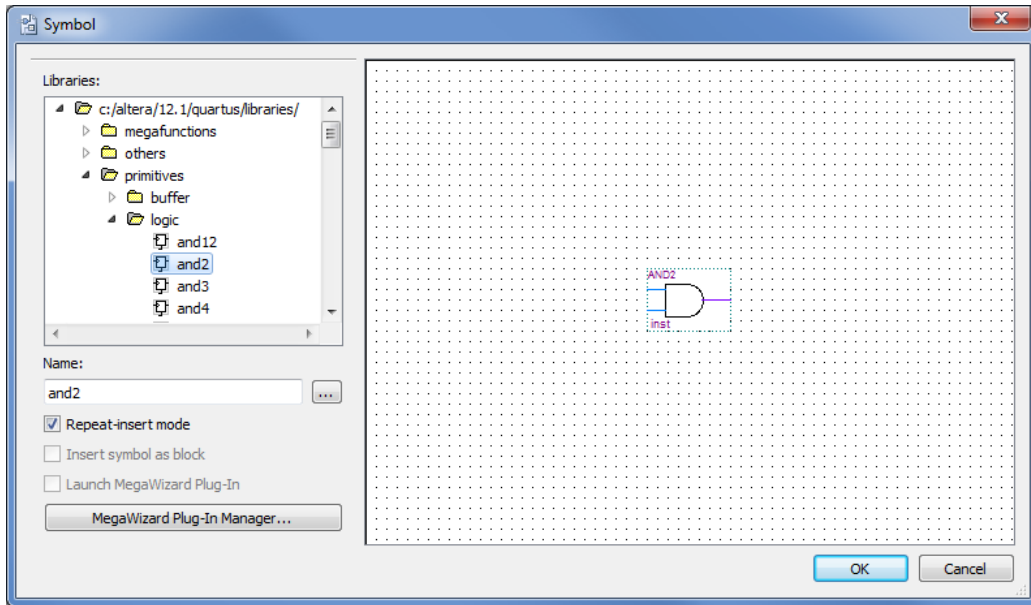 Symbol
Libraries:
c:/altera/12.1/quartus/libraries/
megafunctions
others
primitives
buffer
logic
and12
and2
and3
and4
Name:
and2
...
Repeat-insert mode
Insert symbol as block
Launch MegaWizard Plug-In
MegaWizard Plug-In Manager...
AND2
inst
OK
Cancel